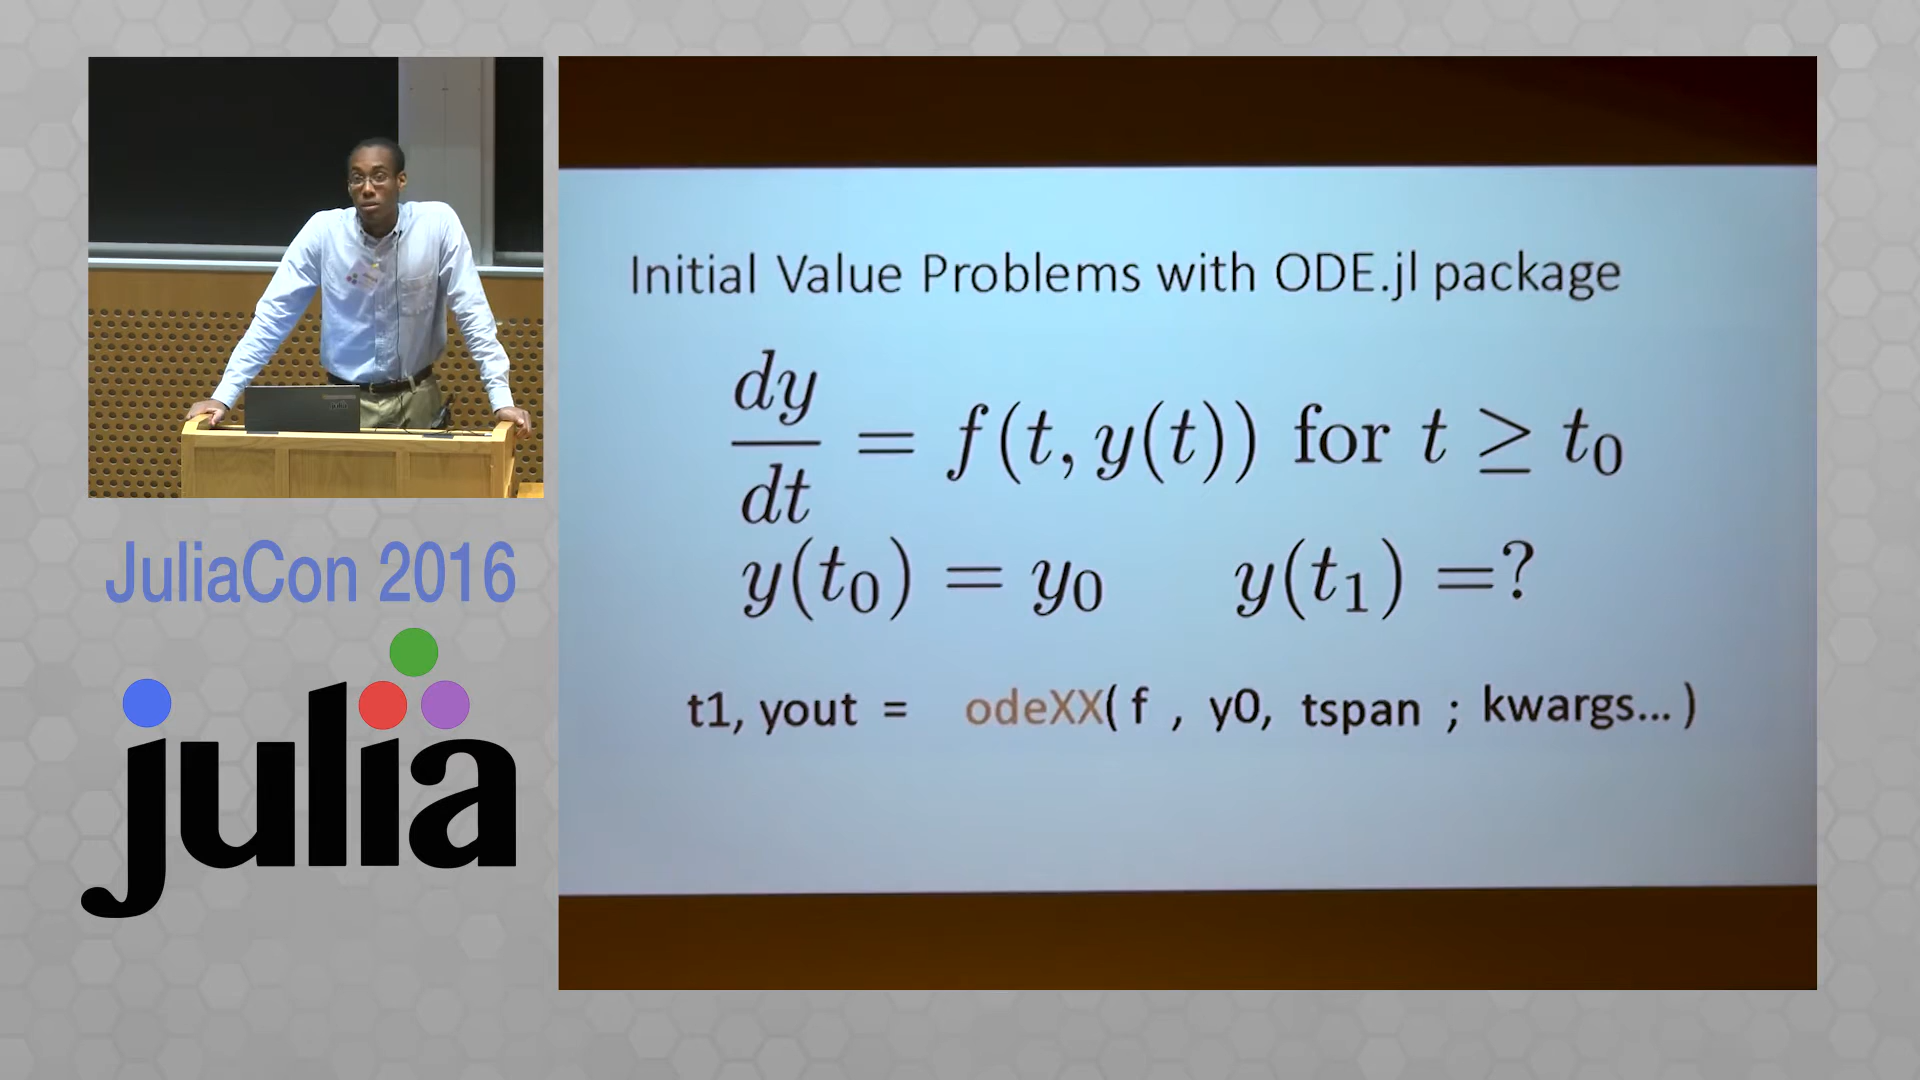 JuliaCon 2016
julia
Initial Value Problems with ODE.jl package
dy/dt = f(t, y(t)) for t ≥ t₀
y(t₀) = y₀ y(t₁) =?
t1, yout = odeXX( f , y0, tspan ; kwargs... )
julia